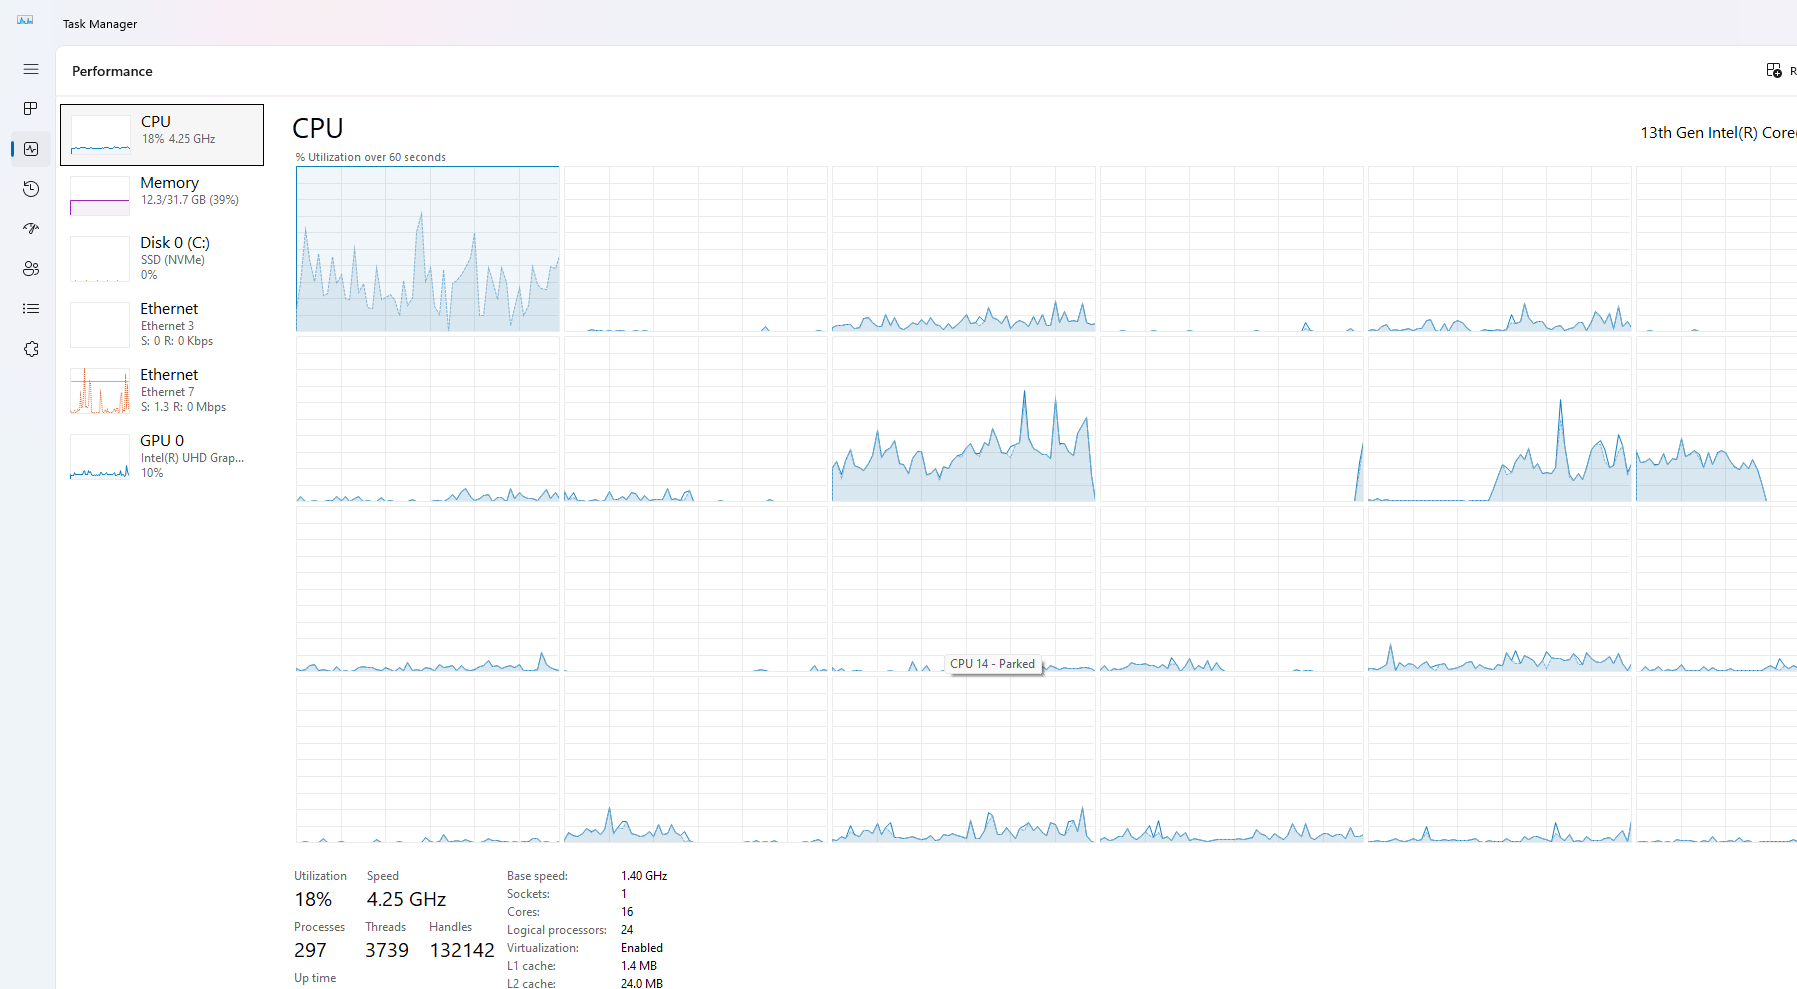 Task Manager
Performance
R
CPU
18% 4.25 GHz
Memory
12.3/31.7 GB (39%)
Disk 0 (C:)
SSD (NVMe)
0%
Ethernet
Ethernet 3
S: 0 R: 0 Kbps
Ethernet
Ethernet 7
S: 1.3 R: 0 Mbps
GPU 0
Intel(R) UHD Grap...
10%
CPU
13th Gen Intel(R) Core(
% Utilization over 60 seconds
CPU 14 - Parked
Utilization Speed
18% 4.25 GHz
Processes Threads Handles
297 3739 132142
Up time
Base speed: 1.40 GHz
Sockets: 1
Cores: 16
Logical processors: 24
Virtualization: Enabled
L1 cache: 1.4 MB
L2 cache: 24.0 MB